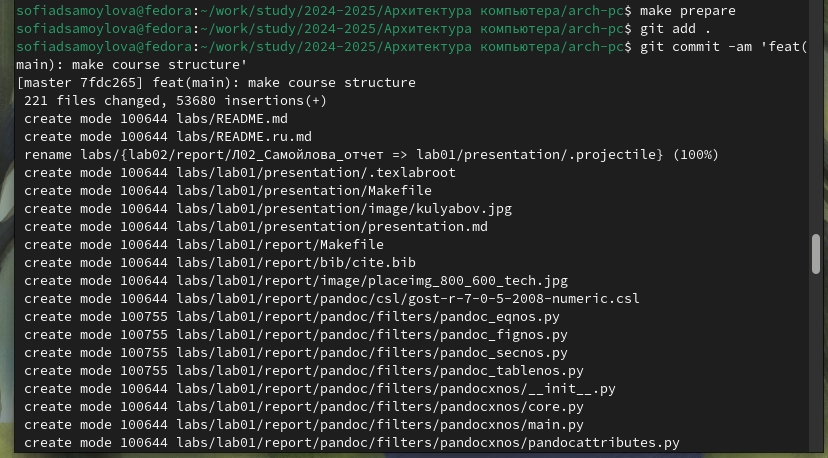 sofiadsamoylova@fedora:~/work/study/2024-2025/Архитектура компьютера/arch-pc$ make prepare
sofiadsamoylova@fedora:~/work/study/2024-2025/Архитектура компьютера/arch-pc$ git add .
sofiadsamoylova@fedora:~/work/study/2024-2025/Архитектура компьютера/arch-pc$ git commit -am 'feat(
main): make course structure'
[master 7fdc265] feat(main): make course structure
 221 files changed, 53680 insertions(+)
 create mode 100644 labs/README.md
 create mode 100644 labs/README.ru.md
 rename labs/{lab02/report/Л02_Самойлова_отчет => lab01/presentation/.projectile} (100%)
 create mode 100644 labs/lab01/presentation/.texlabroot
 create mode 100644 labs/lab01/presentation/Makefile
 create mode 100644 labs/lab01/presentation/image/kulyabov.jpg
 create mode 100644 labs/lab01/presentation/presentation.md
 create mode 100644 labs/lab01/report/Makefile
 create mode 100644 labs/lab01/report/bib/cite.bib
 create mode 100644 labs/lab01/report/image/placeimg_800_600_tech.jpg
 create mode 100644 labs/lab01/report/pandoc/csl/gost-r-7-0-5-2008-numeric.csl
 create mode 100755 labs/lab01/report/pandoc/filters/pandoc_eqnos.py
 create mode 100755 labs/lab01/report/pandoc/filters/pandoc_fignos.py
 create mode 100755 labs/lab01/report/pandoc/filters/pandoc_secnos.py
 create mode 100755 labs/lab01/report/pandoc/filters/pandoc_tablenos.py
 create mode 100644 labs/lab01/report/pandoc/filters/pandocxnos/__init__.py
 create mode 100644 labs/lab01/report/pandoc/filters/pandocxnos/core.py
 create mode 100644 labs/lab01/report/pandoc/filters/pandocxnos/main.py
 create mode 100644 labs/lab01/report/pandoc/filters/pandocxnos/pandocattributes.py